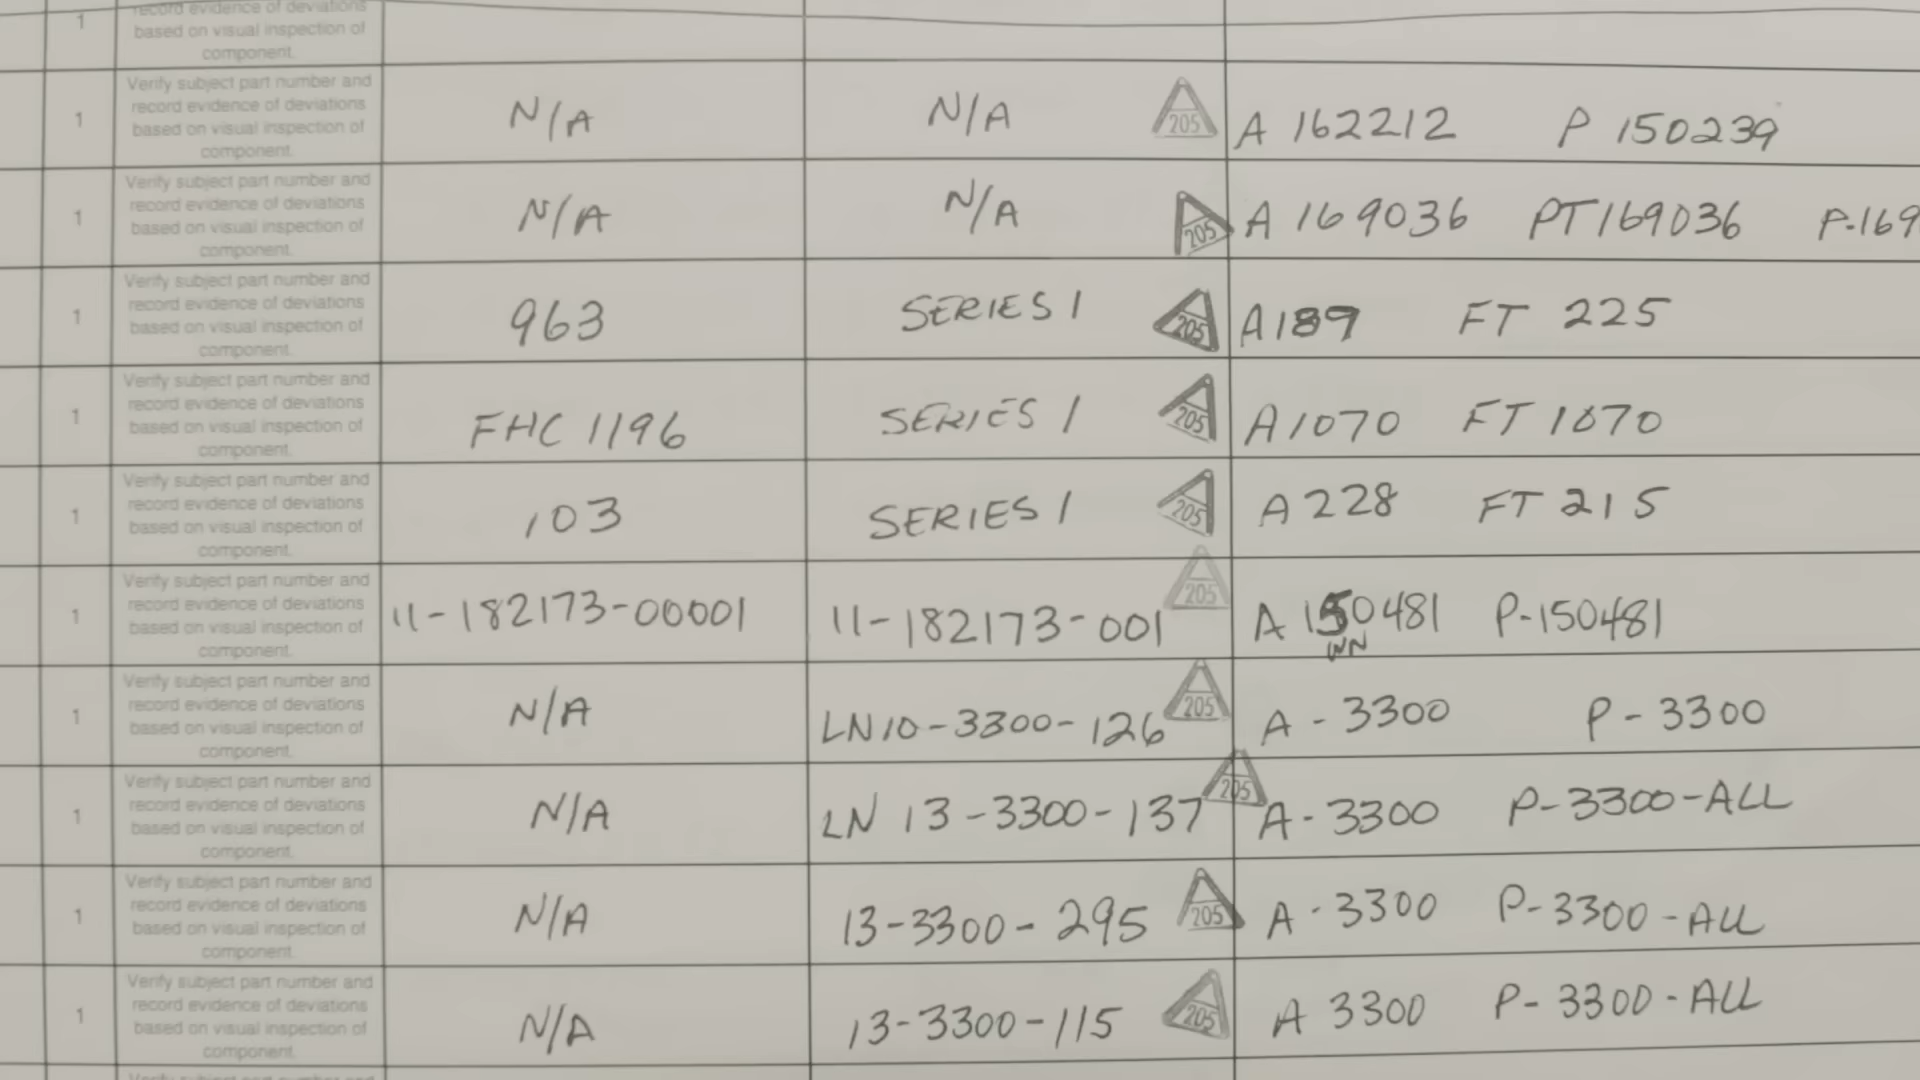 record evidence of deviations
1
based on visual inspection of
component.
Verify subject part number and
record evidence of deviations
based on visual inspection of
component.
1
N/A
N/A
205
A 162212 P 150239
Verify subject part number and
record evidence of deviations
based on visual inspection of
component.
1
N/A
N/A
205
A 169036 PT169036 P-169
Verify subject part number and
record evidence of deviations
based on visual inspection of
component.
1
963
SERIES 1
205
A189 FT 225
Verify subject part number and
record evidence of deviations
based on visual inspection of
component.
1
FHC 1196
SERIES 1
205
A1070 FT 1070
Verify subject part number and
record evidence of deviations
based on visual inspection of
component.
1
103
SERIES 1
205
A 228 FT 215
Verify subject part number and
record evidence of deviations
based on visual inspection of
component.
1
11-182173-00001
11-182173-001
205
A 150481 P-150481
WN
Verify subject part number and
record evidence of deviations
based on visual inspection of
component.
1
N/A
LN10-3300-126
205
A - 3300 P - 3300
Verify subject part number and
record evidence of deviations
based on visual inspection of
component.
1
N/A
LN 13-3300-137
205
A-3300 P-3300-ALL
Verify subject part number and
record evidence of deviations
based on visual inspection of
component.
1
N/A
13-3300-295
205
A-3300 P-3300-ALL
Verify subject part number and
record evidence of deviations
based on visual inspection of
component.
1
N/A
13-3300-115
205
A 3300 P-3300-ALL
Verify subject part number and